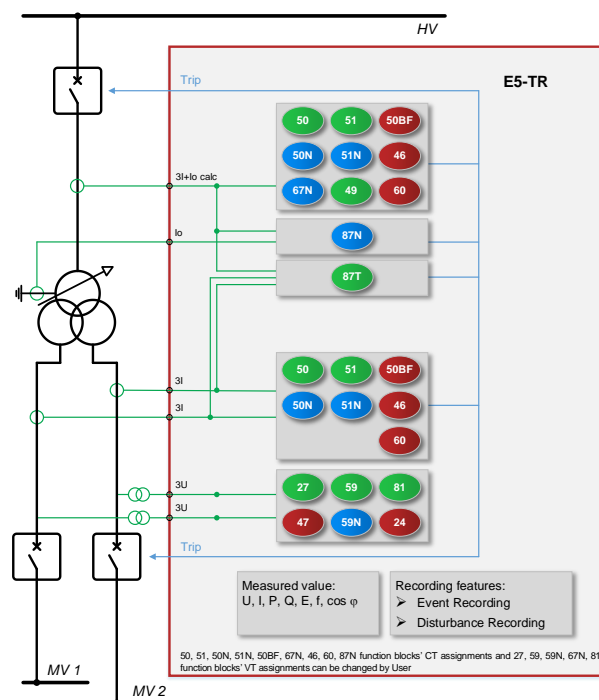 HV
E5-TR
Trip
50 51 50BF
50N 51N 46
3I+Io calc
67N 49 60
Io
87N
87T
50 51 50BF
3I
50N 51N 46
3I
60
3U
27 59 81
3U
47 59N 24
Trip
Measured value:
U, I, P, Q, E, f, cos φ
Recording features:
➢ Event Recording
➢ Disturbance Recording
50, 51, 50N, 51N, 50BF, 67N, 46, 60, 87N function blocks' CT assignments and 27, 59, 59N, 67N, 81
function blocks' VT assignments can be changed by User
MV 1
MV 2